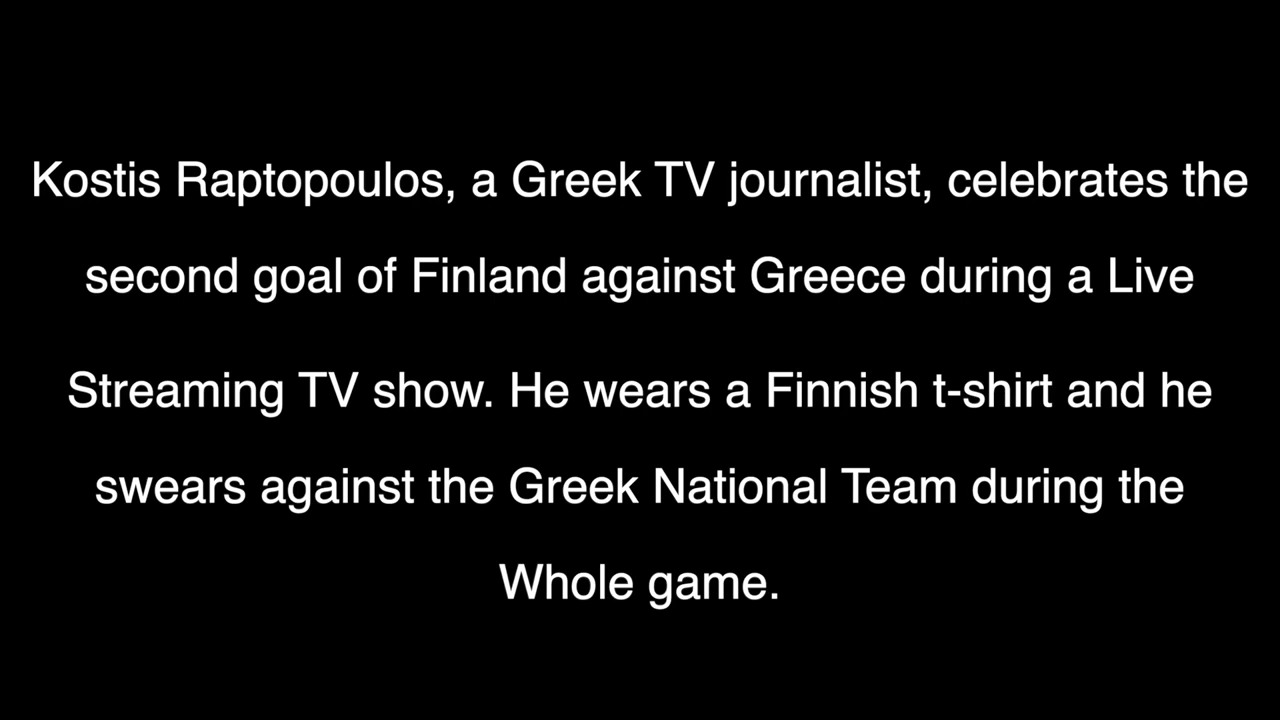 Kostis Raptopoulos, a Greek TV journalist, celebrates the
second goal of Finland against Greece during a Live
Streaming TV show. He wears a Finnish t-shirt and he
swears against the Greek National Team during the
Whole game.